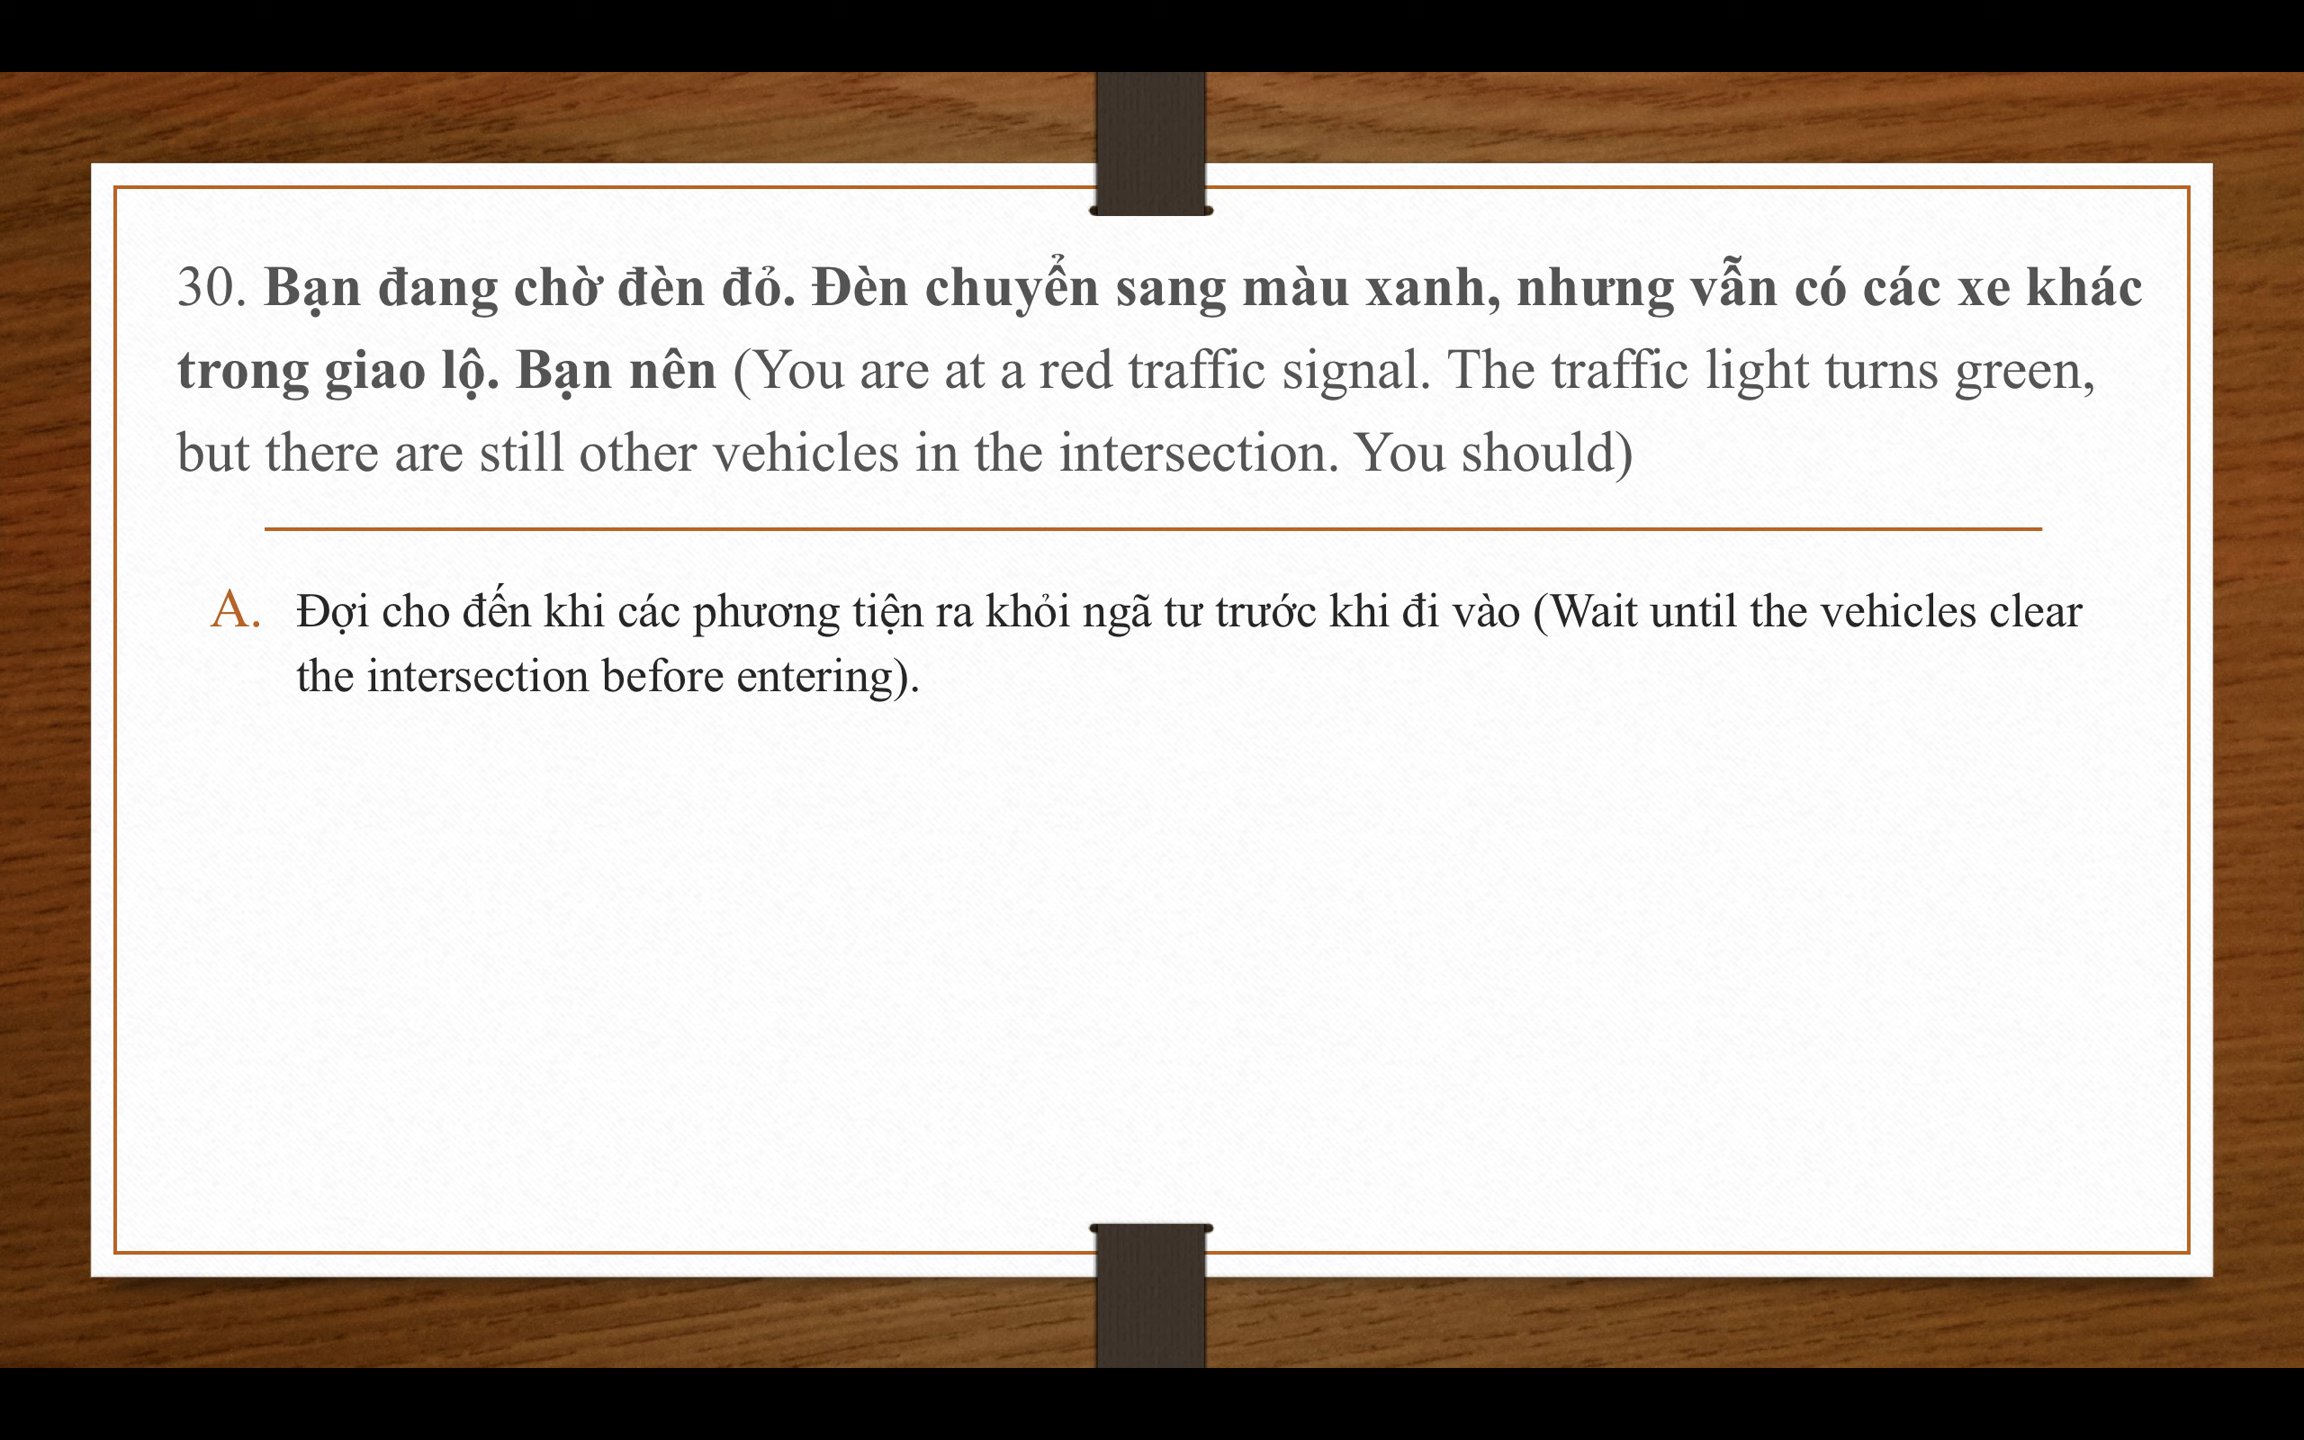 30. Bạn đang chờ đèn đỏ. Đèn chuyển sang màu xanh, nhưng vẫn có các xe khác
trong giao lộ. Bạn nên (You are at a red traffic signal. The traffic light turns green,
but there are still other vehicles in the intersection. You should)
A. Đợi cho đến khi các phương tiện ra khỏi ngã tư trước khi đi vào (Wait until the vehicles clear
the intersection before entering).